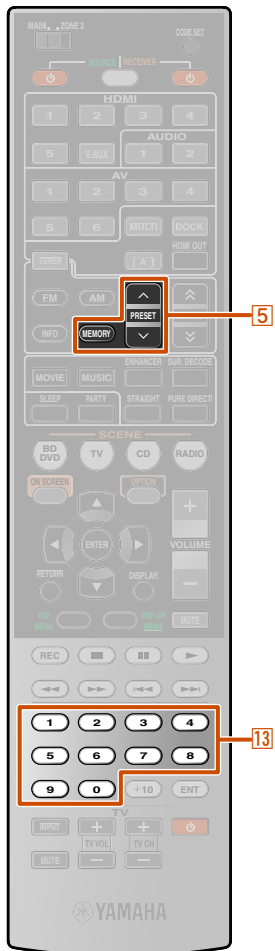 MAIN ZONE 2
CODE SET
SOURCE RECEIVER
HDMI
1 2 3 4
AUDIO
5 V-AUX 1 2
AV
1 2 3 4
5 6 MULTI DOCK
TUNER [A] HDMI OUT
FM AM
PRESET
INFO MEMORY
5
ENHANCER SUR. DECODE
MOVIE MUSIC
SLEEP PARTY STRAIGHT PURE DIRECT
SCENE
BD DVD TV CD RADIO
ON SCREEN OPTION
ENTER
VOLUME
RETURN DISPLAY
TOP MENU POP-UP MENU MUTE
REC
1 2 3 4
13
5 6 7 8
9 0 +10 ENT
TV
INPUT + +
TV VOL TV CH
MUTE
YAMAHA